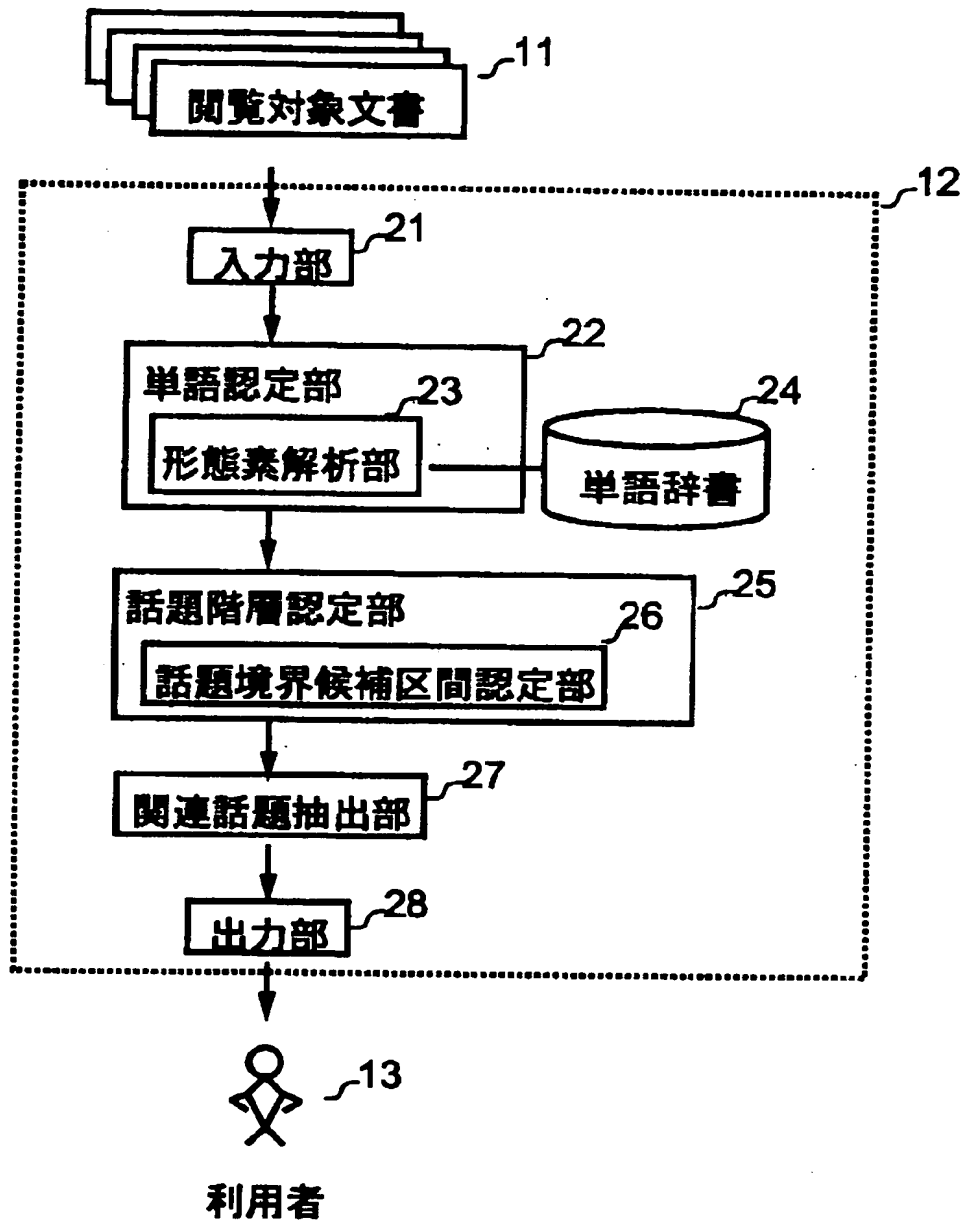 11
閲覧対象文書
12
21
入力部
22
単語認定部
23
24
形態素解析部
単語辞書
25
話題階層認定部
26
話題境界候補区間認定部
27
関連話題抽出部
28
出力部
13
利用者